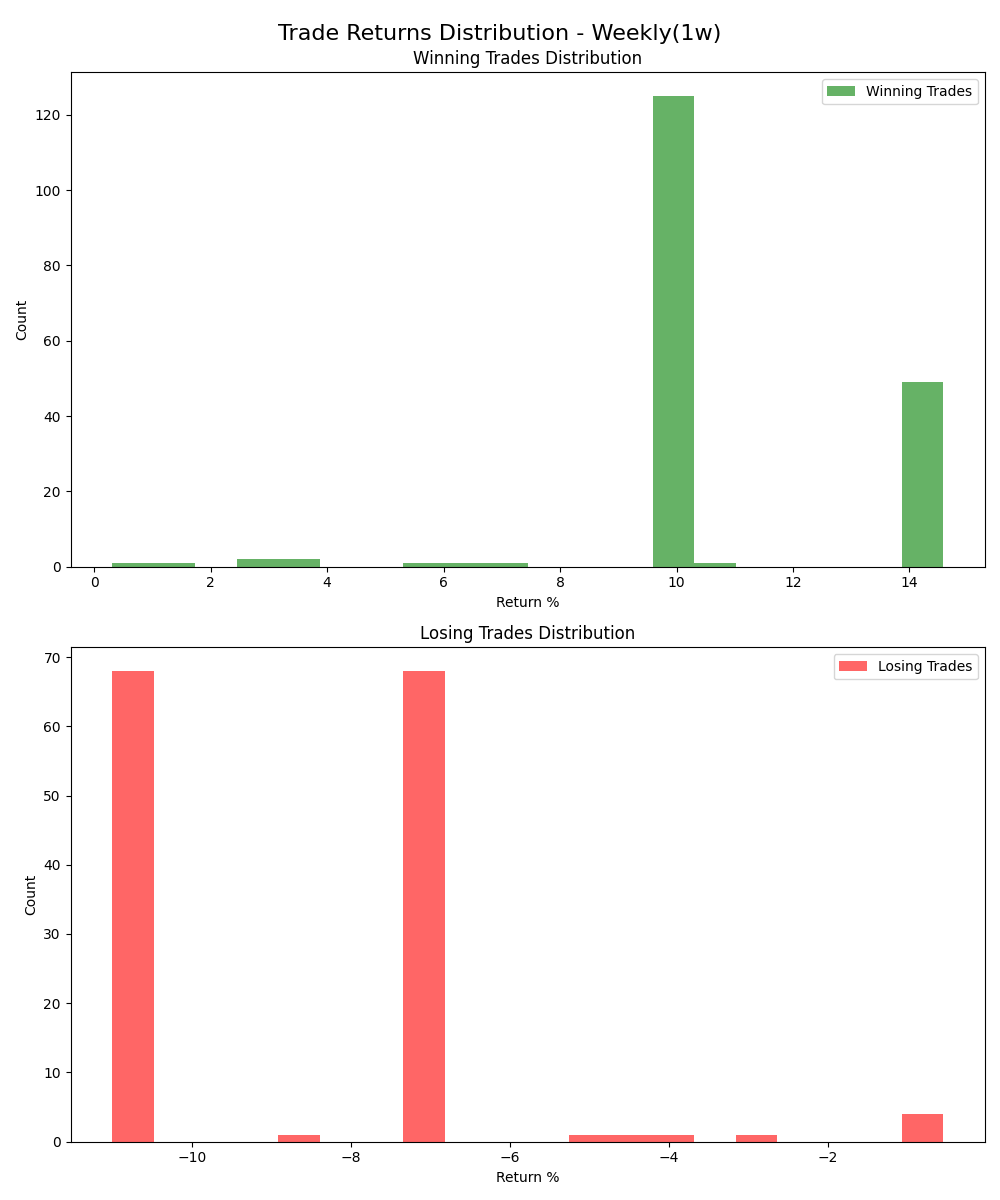 Trade Returns Distribution - Weekly(1w)
Winning Trades Distribution
Winning Trades
120
100
80
60
40
20
0
Count
0 2 4 6 8 10 12 14
Return %
Losing Trades Distribution
Losing Trades
70
60
50
40
30
20
10
0
Count
−10 −8 −6 −4 −2
Return %